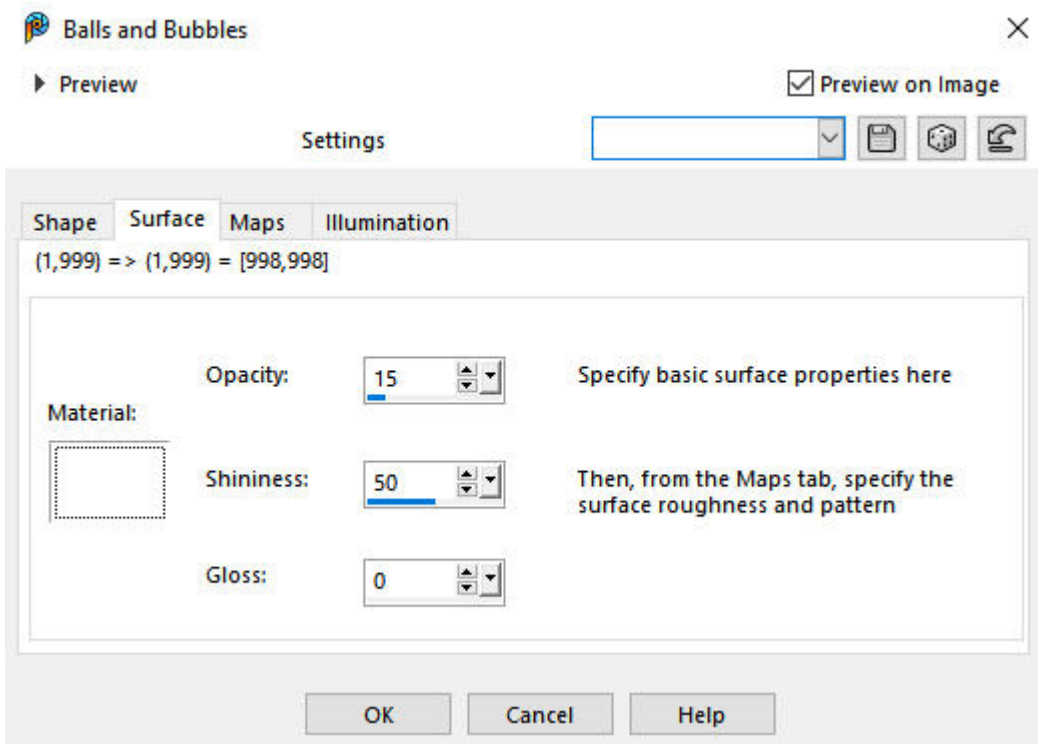 Balls and Bubbles
Preview
Preview on Image
Settings
Shape Surface Maps Illumination
(1,999) => (1,999) = [998,998]
Opacity: 15 Specify basic surface properties here
Material:
Shininess: 50 Then, from the Maps tab, specify the
surface roughness and pattern
Gloss: 0
OK Cancel Help